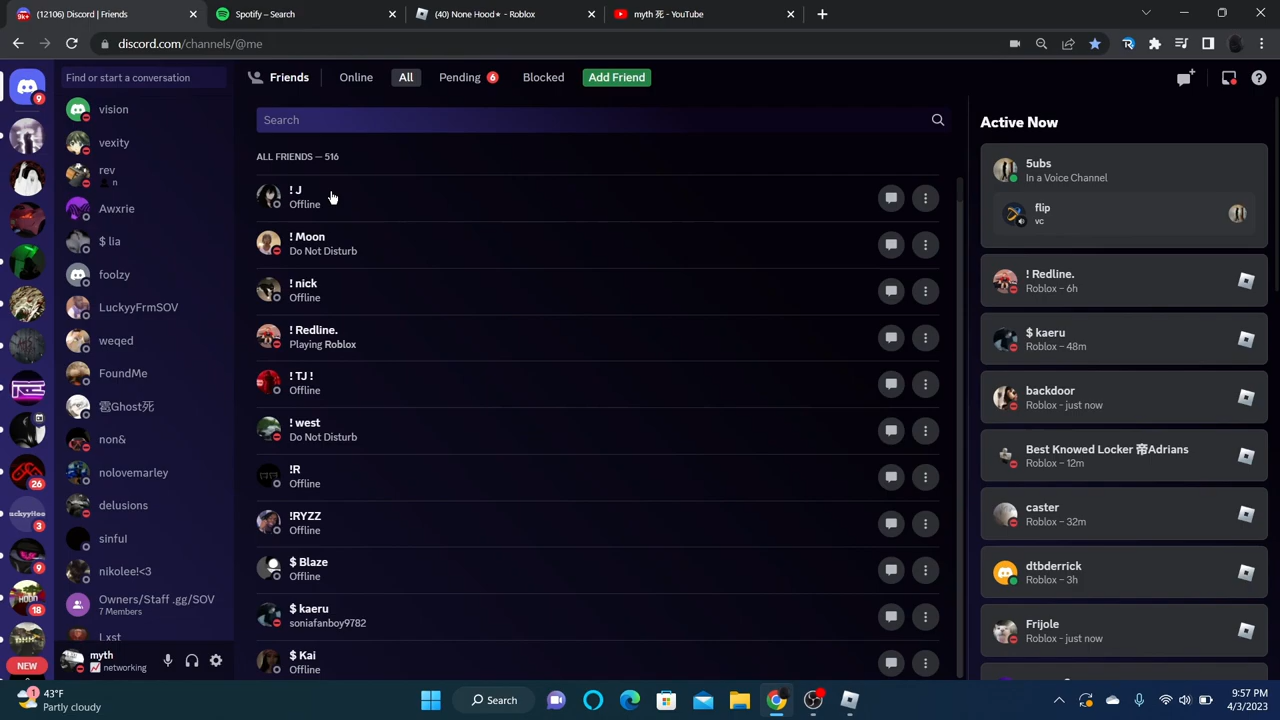 9k+
(12106) Discord | Friends
Spotify – Search
(40) None Hood⭑ - Roblox
myth 死 - YouTube
discord.com/channels/@me
9
26
3
9
18
NEW
Find or start a conversation
vision
vexity
rev
n
Awxrie
$ lia
foolzy
LuckyyFrmSOV
weqed
FoundMe
雹Ghost死
non&
nolovemarley
delusions
sinful
nikolee!<3
Owners/Staff .gg/SOV
7 Members
Lxst
myth
networking
Friends
Online
All
Pending 6
Blocked
Add Friend
Search
ALL FRIENDS — 516
! J
Offline
! Moon
Do Not Disturb
! nick
Offline
! Redline.
Playing Roblox
! TJ !
Offline
! west
Do Not Disturb
!R
Offline
!RYZZ
Offline
$ Blaze
Offline
$ kaeru
soniafanboy9782
$ Kai
Offline
Active Now
5ubs
In a Voice Channel
flip
vc
! Redline.
Roblox – 6h
$ kaeru
Roblox – 48m
backdoor
Roblox - just now
Best Knowed Locker 帝Adrians
Roblox – 12m
caster
Roblox – 32m
dtbderrick
Roblox – 3h
Frijole
Roblox – just now
1
43°F
Partly cloudy
Search
9:57 PM
4/3/2023